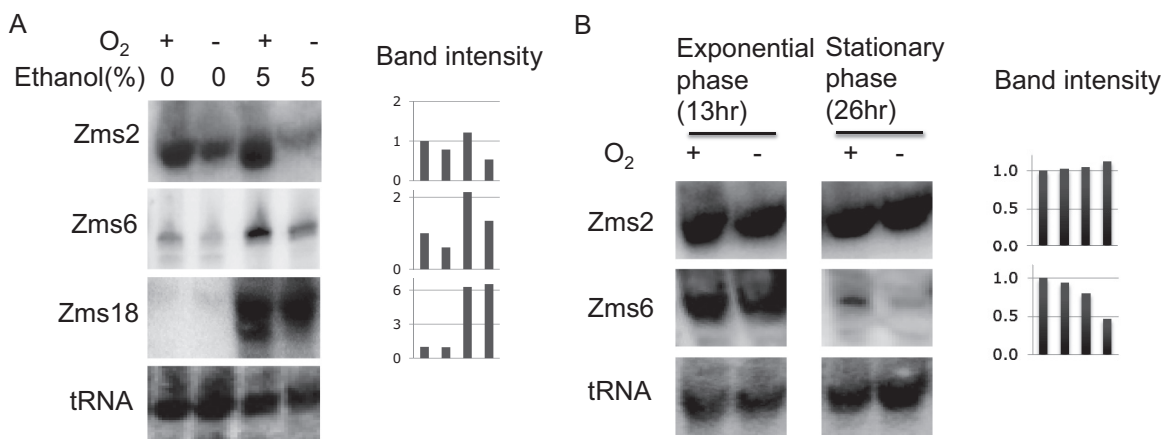 A
O2 + - + -
Ethanol(%) 0 0 5 5
Band intensity
Zms2
2
1
0
Zms6
2
0
Zms18
6
3
0
tRNA
B
Exponential phase (13hr)
Stationary phase (26hr)
Band intensity
O2 + - + -
Zms2
1.0
0.5
0.0
Zms6
1.0
0.5
0.0
tRNA